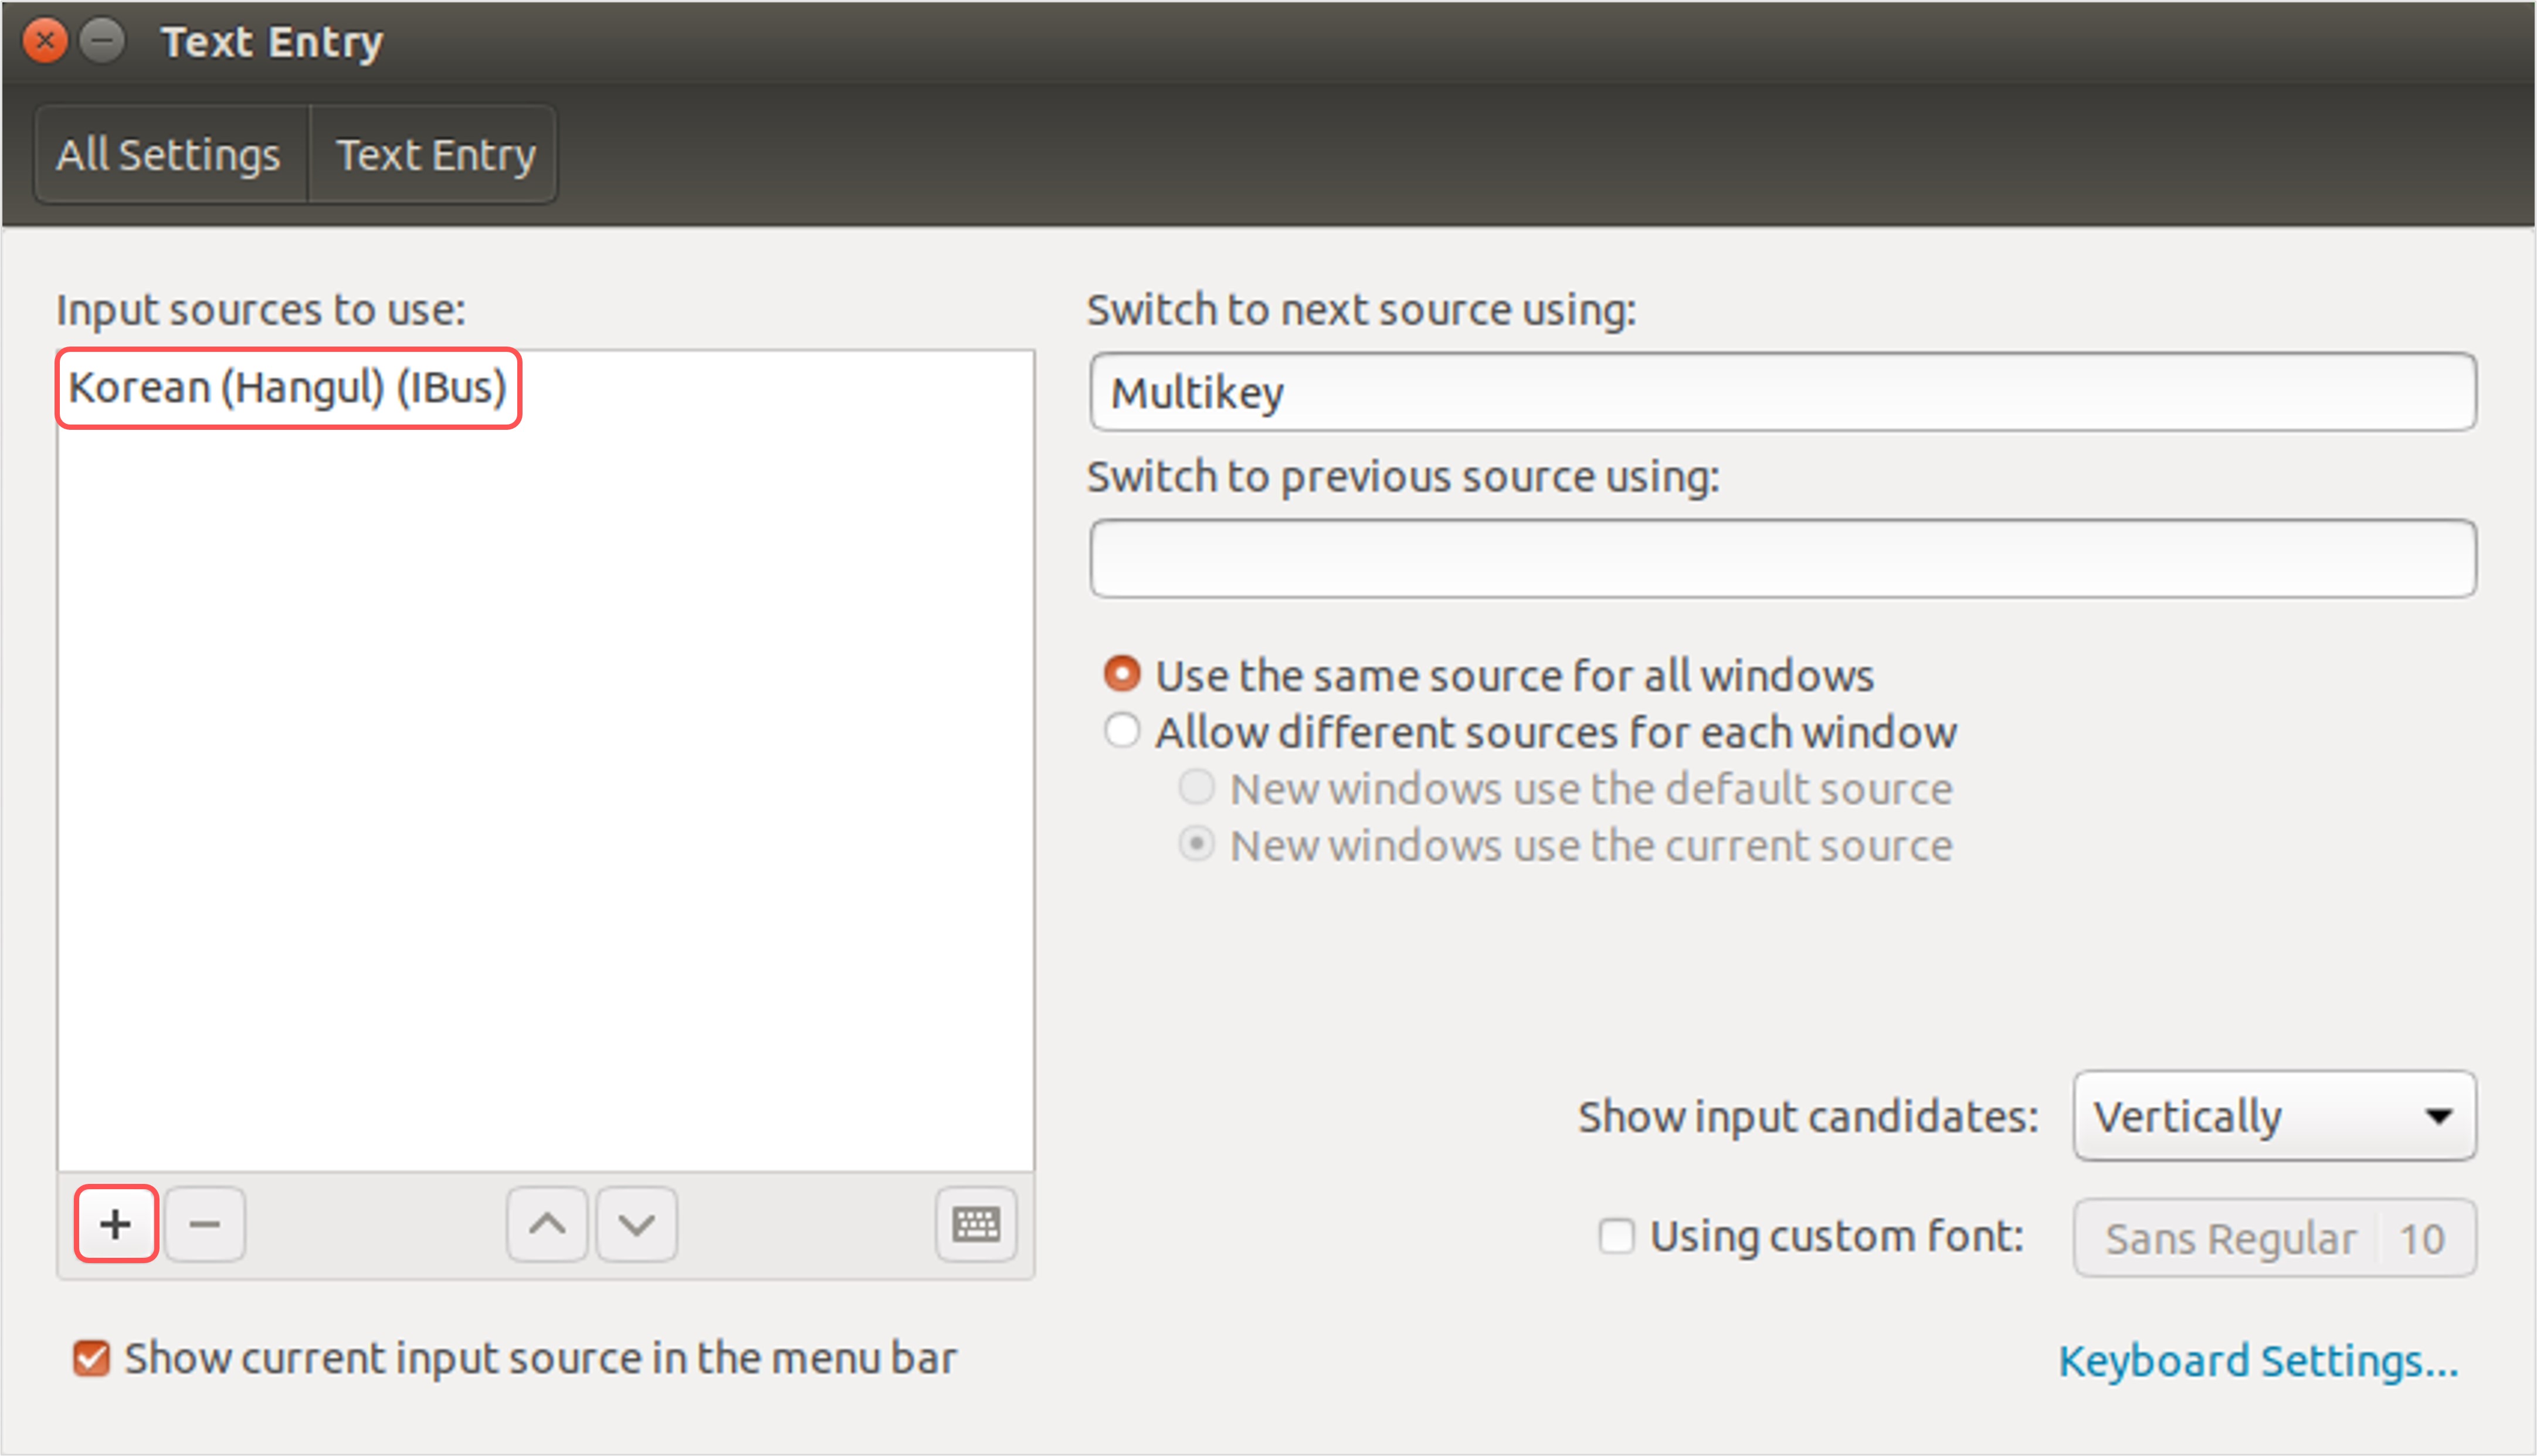 Text Entry
All Settings
Text Entry
Input sources to use:
Korean (Hangul) (IBus)
Switch to next source using:
Multikey
Switch to previous source using:
Use the same source for all windows
Allow different sources for each window
New windows use the default source
New windows use the current source
Show input candidates:
Vertically
Using custom font:
Sans Regular
10
Show current input source in the menu bar
Keyboard Settings...